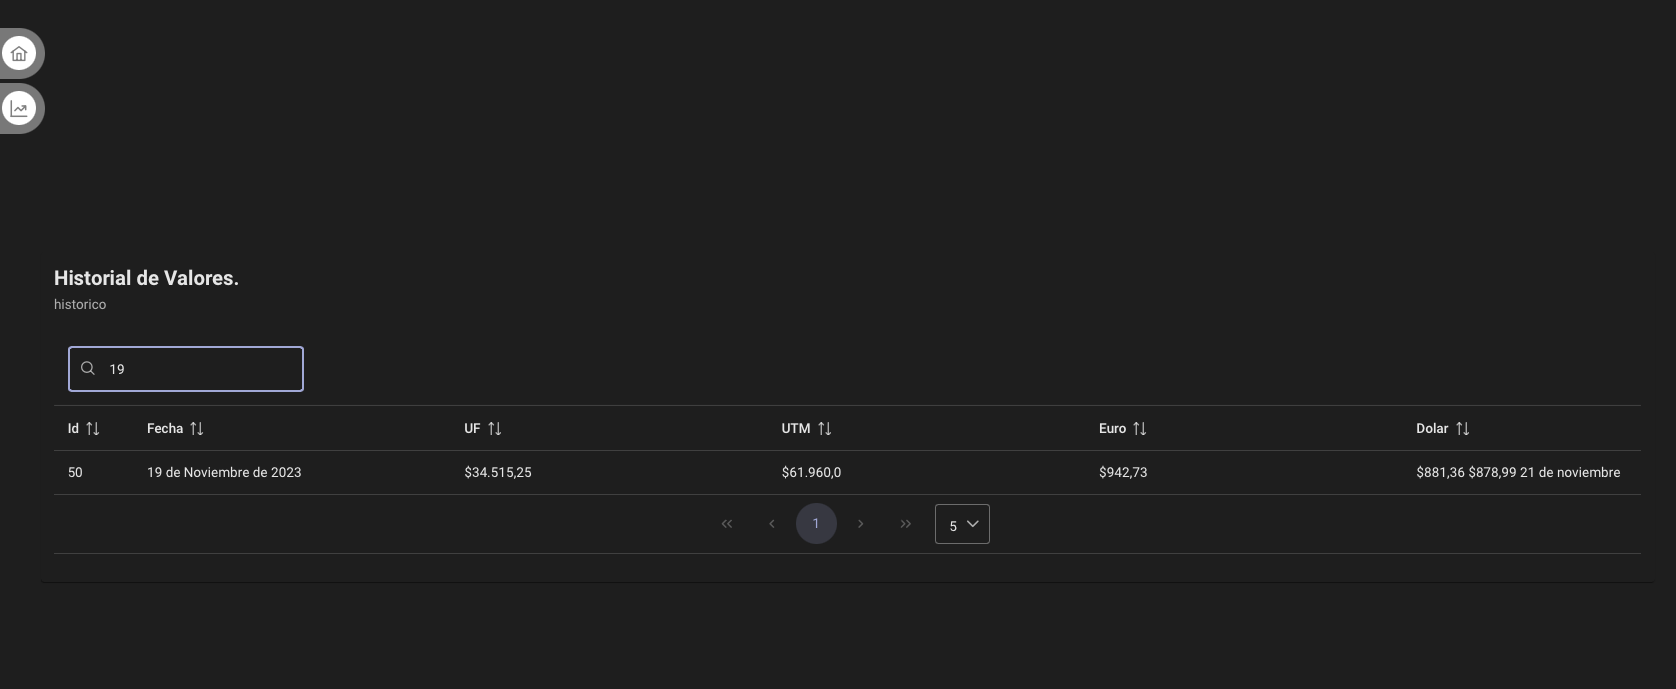 Historial de Valores.
historico
19
Id Fecha UF UTM Euro Dolar
50 19 de Noviembre de 2023 $34.515,25 $61.960,0 $942,73 $881,36 $878,99 21 de noviembre
« ‹ 1 › » 5